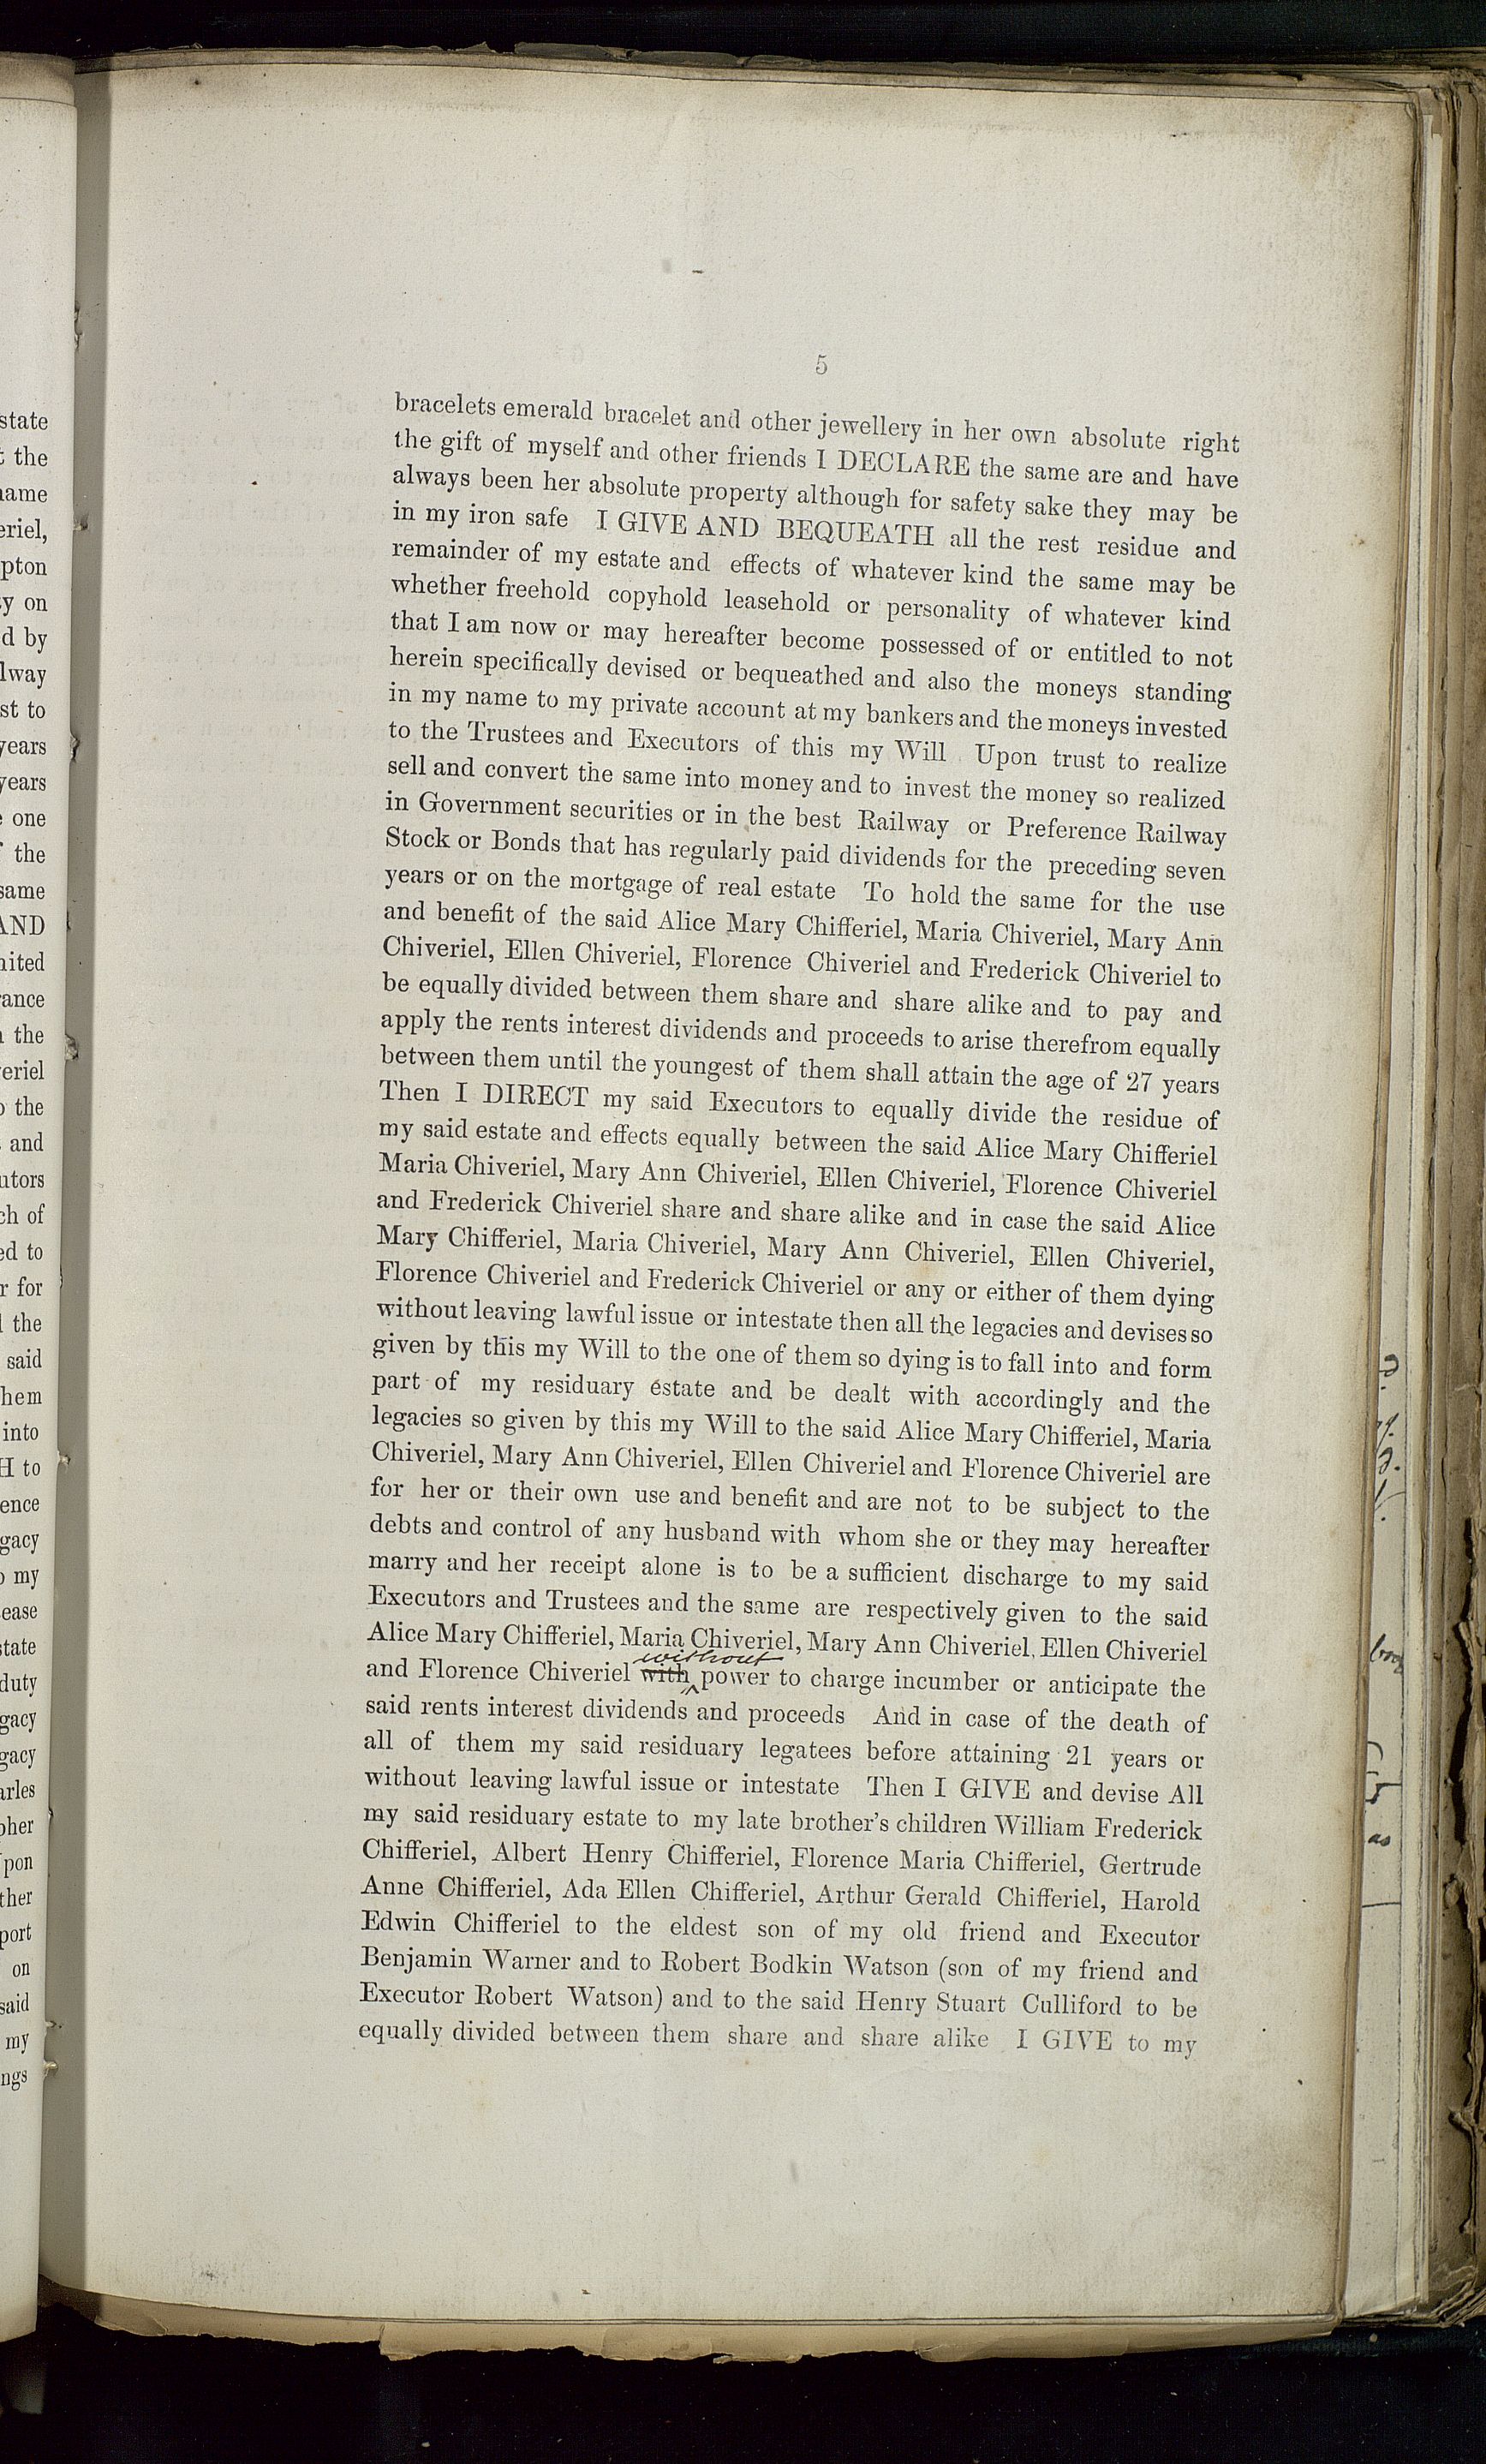 5
bracelets emerald bracelet and other jewellery in her own absolute right
the gift of myself and other friends I DECLARE the same are and have
always been her absolute property although for safety sake they may be
in my iron safe I GIVE AND BEQUEATH all the rest residue and
remainder of my estate and effects of whatever kind the same may be
whether freehold copyhold leasehold or personality of whatever kind
that I am now or may hereafter become possessed of or entitled to not
herein specifically devised or bequeathed and also the moneys standing
in my name to my private account at my bankers and the moneys invested
to the Trustees and Executors of this my Will Upon trust to realize
sell and convert the same into money and to invest the money so realized
in Government securities or in the best Railway or Preference Railway
Stock or Bonds that has regularly paid dividends for the preceding seven
years or on the mortgage of real estate To hold the same for the use
and benefit of the said Alice Mary Chifferiel, Maria Chiveriel, Mary Ann
Chiveriel, Ellen Chiveriel, Florence Chiveriel and Frederick Chiveriel to
be equally divided between them share and share alike and to pay and
apply the rents interest dividends and proceeds to arise therefrom equally
between them until the youngest of them shall attain the age of 27 years
Then I DIRECT my said Executors to equally divide the residue of
my said estate and effects equally between the said Alice Mary Chifferiel
Maria Chiveriel, Mary Ann Chiveriel, Ellen Chiveriel, Florence Chiveriel
and Frederick Chiveriel share and share alike and in case the said Alice
Mary Chifferiel, Maria Chiveriel, Mary Ann Chiveriel, Ellen Chiveriel,
Florence Chiveriel and Frederick Chiveriel or any or either of them dying
without leaving lawful issue or intestate then all the legacies and devises so
given by this my Will to the one of them so dying is to fall into and form
part of my residuary estate and be dealt with accordingly and the
legacies so given by this my Will to the said Alice Mary Chifferiel, Maria
Chiveriel, Mary Ann Chiveriel, Ellen Chiveriel and Florence Chiveriel are
for her or their own use and benefit and are not to be subject to the
debts and control of any husband with whom she or they may hereafter
marry and her receipt alone is to be a sufficient discharge to my said
Executors and Trustees and the same are respectively given to the said
Alice Mary Chifferiel, Maria Chiveriel, Mary Ann Chiveriel, Ellen Chiveriel
without
and Florence Chiveriel with power to charge incumber or anticipate the
said rents interest dividends and proceeds And in case of the death of
all of them my said residuary legatees before attaining 21 years or
without leaving lawful issue or intestate Then I GIVE and devise All
my said residuary estate to my late brother's children William Frederick
Chifferiel, Albert Henry Chifferiel, Florence Maria Chifferiel, Gertrude
Anne Chifferiel, Ada Ellen Chifferiel, Arthur Gerald Chifferiel, Harold
Edwin Chifferiel to the eldest son of my old friend and Executor
Benjamin Warner and to Robert Bodkin Watson (son of my friend and
Executor Robert Watson) and to the said Henry Stuart Culliford to be
equally divided between them share and share alike I GIVE to my